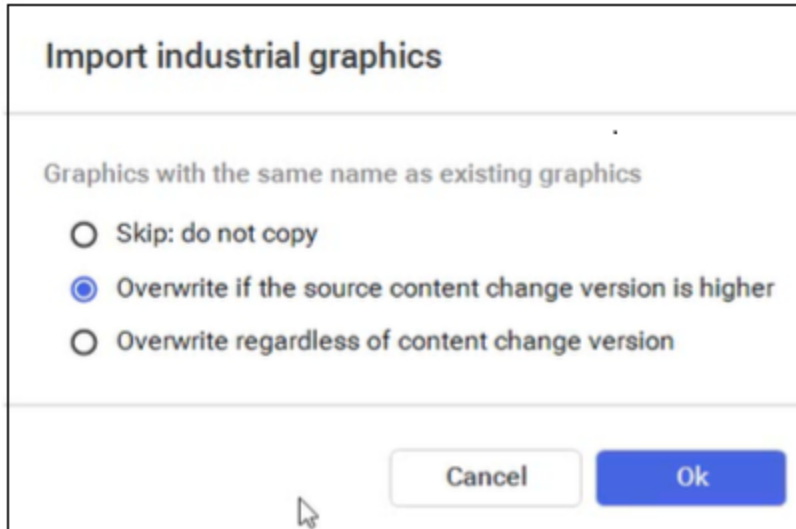 Import industrial graphics
Graphics with the same name as existing graphics
Skip: do not copy
Overwrite if the source content change version is higher
Overwrite regardless of content change version
Cancel
Ok